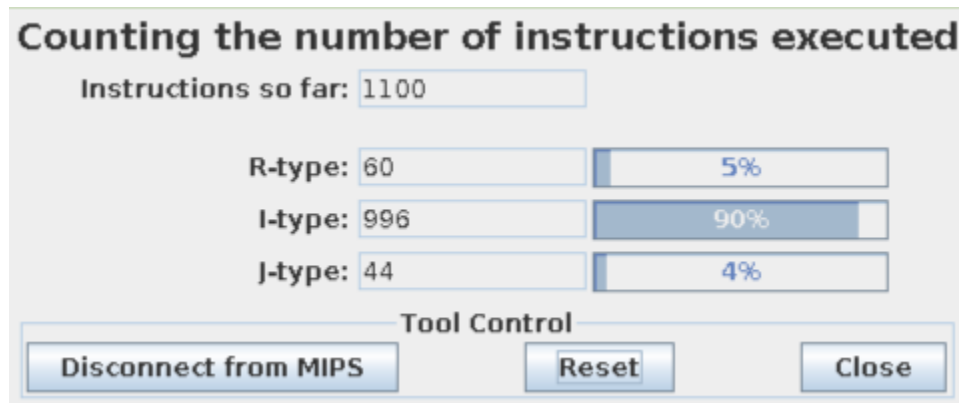 Counting the number of instructions executed
Instructions so far: 1100
R-type: 60 5%
I-type: 996 90%
J-type: 44 4%
Tool Control
Disconnect from MIPS Reset Close